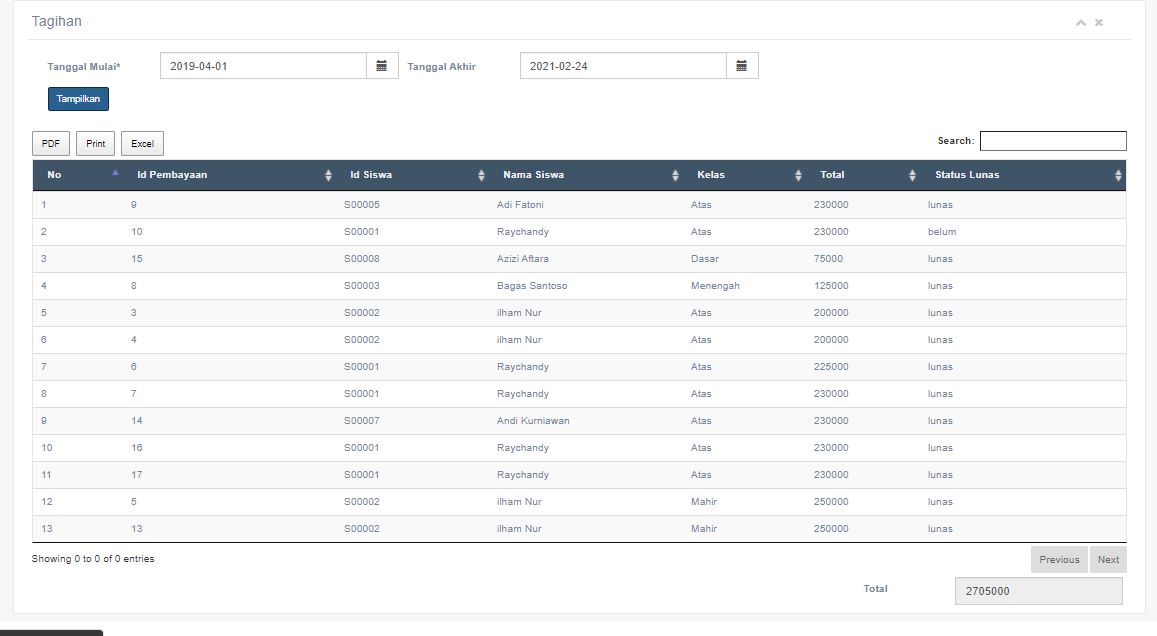 Tagihan
Tanggal Mulai* 2019-04-01 Tanggal Akhir 2021-02-24
Tampilkan
PDF Print Excel Search:
No Id Pembayaan Id Siswa Nama Siswa Kelas Total Status Lunas
1 9 S00005 Adi Fatoni Atas 230000 lunas
2 10 S00001 Raychandy Atas 230000 belum
3 15 S00008 Azizi Aftara Dasar 75000 lunas
4 8 S00003 Bagas Santoso Menengah 125000 lunas
5 3 S00002 ilham Nur Atas 200000 lunas
6 4 S00002 ilham Nur Atas 200000 lunas
7 6 S00001 Raychandy Atas 225000 lunas
8 7 S00001 Raychandy Atas 230000 lunas
9 14 S00007 Andi Kurniawan Atas 230000 lunas
10 16 S00001 Raychandy Atas 230000 lunas
11 17 S00001 Raychandy Atas 230000 lunas
12 5 S00002 ilham Nur Mahir 250000 lunas
13 13 S00002 ilham Nur Mahir 250000 lunas
Showing 0 to 0 of 0 entries Previous Next
Total 2705000